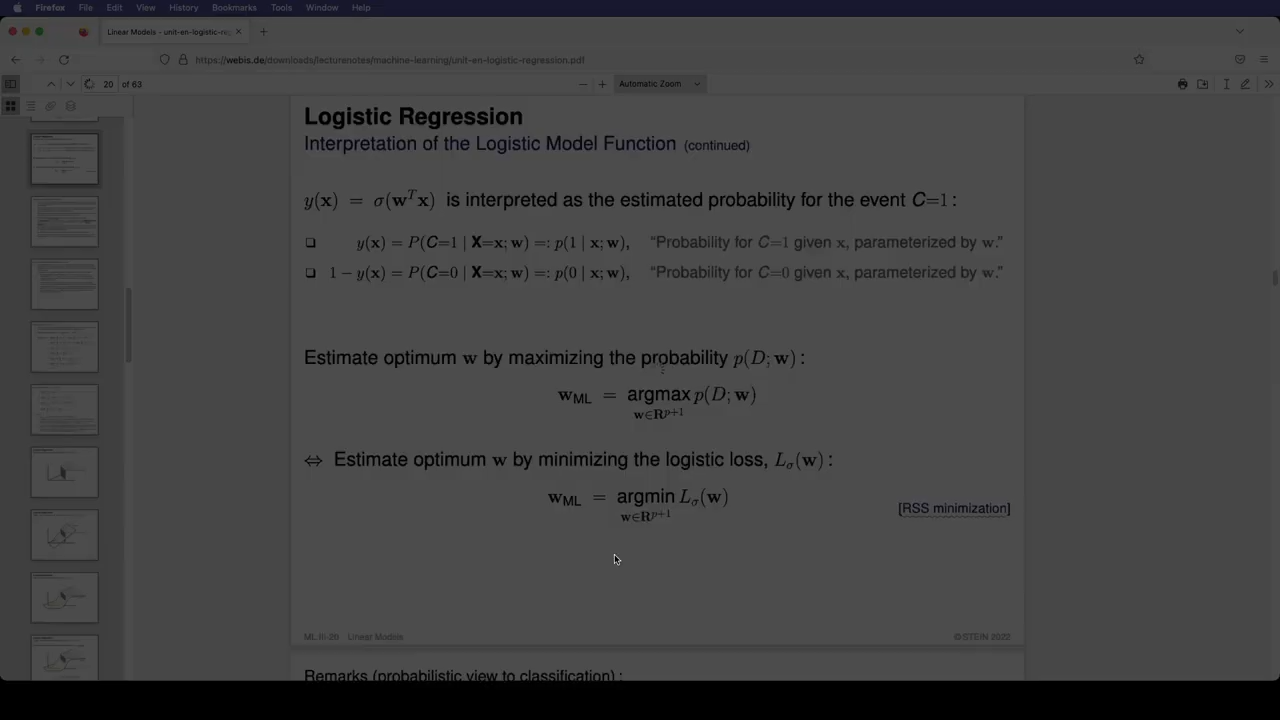 Firefox File Edit View History Bookmarks Tools Window Help
Linear Models - unit-en-logistic-reg
https://webis.de/downloads/lecturenotes/machine-learning/unit-en-logistic-regression.pdf
20 of 63
Automatic Zoom
Logistic Regression
Interpretation of the Logistic Model Function (continued)
y(x) = σ(wᵀx) is interpreted as the estimated probability for the event C=1:
❑ y(x) = P(C=1 | X=x; w) =: p(1 | x; w), “Probability for C=1 given x, parameterized by w.”
❑ 1 − y(x) = P(C=0 | X=x; w) =: p(0 | x; w), “Probability for C=0 given x, parameterized by w.”
Estimate optimum w by maximizing the probability p(D; w):
w_ML = argmax p(D; w)
w∈R^{p+1}
⇔ Estimate optimum w by minimizing the logistic loss, L_σ(w):
w_ML = argmin L_σ(w)
w∈R^{p+1}
[RSS minimization]
ML:III-20 Linear Models © STEIN 2022
Remarks (probabilistic view to classification):